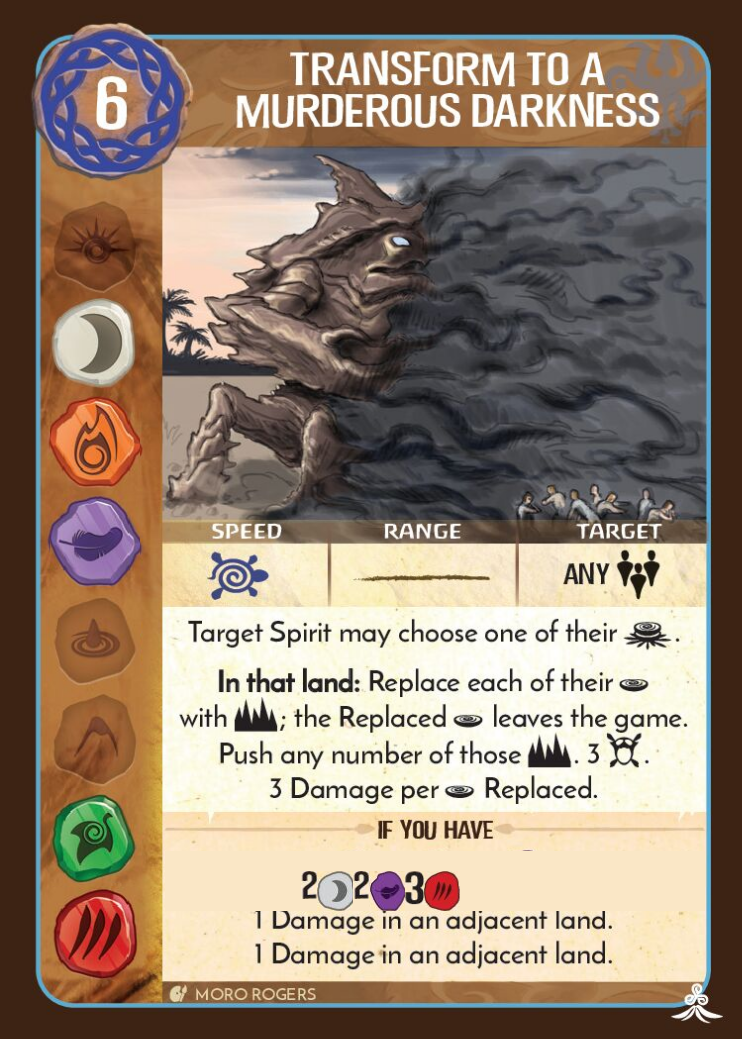 6
TRANSFORM TO A
MURDEROUS DARKNESS
SPEED RANGE TARGET
ANY
Target Spirit may choose one of their .
In that land: Replace each of their
with ; the Replaced leaves the game.
Push any number of those . 3 .
3 Damage per Replaced.
IF YOU HAVE
2 2 3
1 Damage in an adjacent land.
1 Damage in an adjacent land.
MORO ROGERS